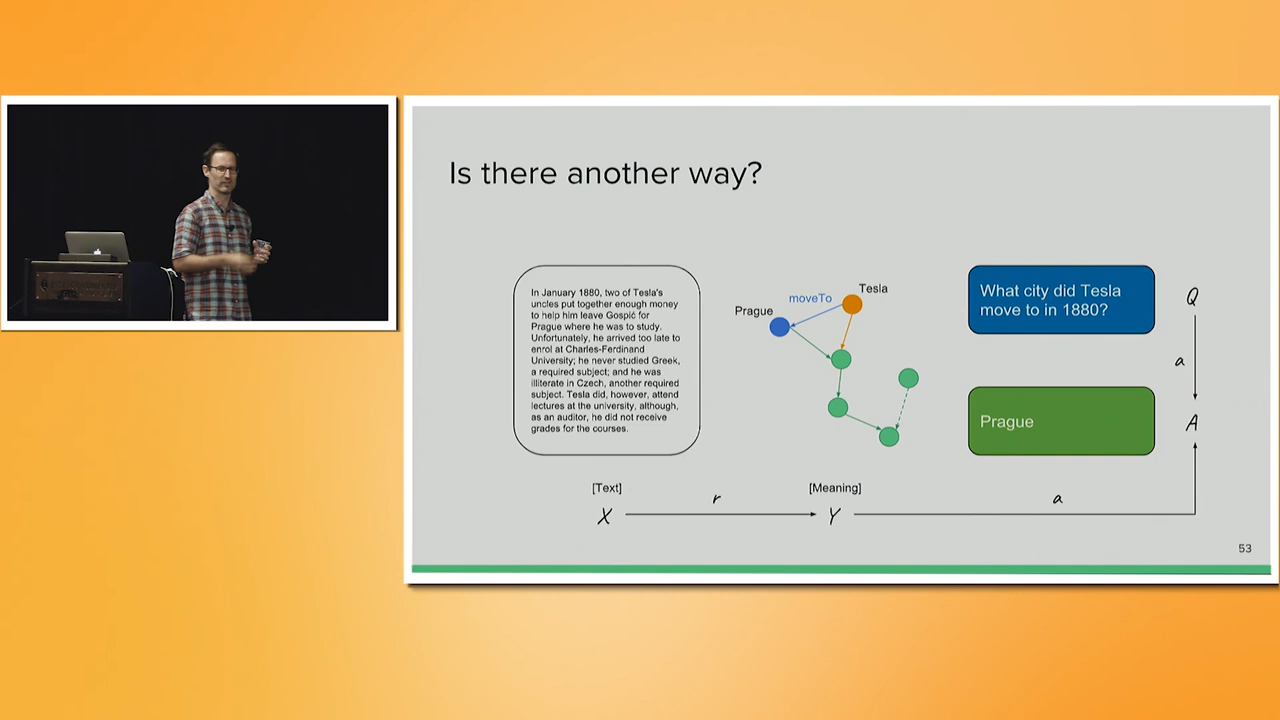 Is there another way?
In January 1880, two of Tesla's
uncles put together enough money
to help him leave Gospić for
Prague where he was to study.
Unfortunately, he arrived too late to
enrol at Charles-Ferdinand
University; he never studied Greek,
a required subject; and he was
illiterate in Czech, another required
subject. Tesla did, however, attend
lectures at the university, although,
as an auditor, he did not receive
grades for the courses.
Tesla
moveTo
Prague
What city did Tesla
move to in 1880?
Q
a
Prague
A
[Text]
r
[Meaning]
a
X
Y
53